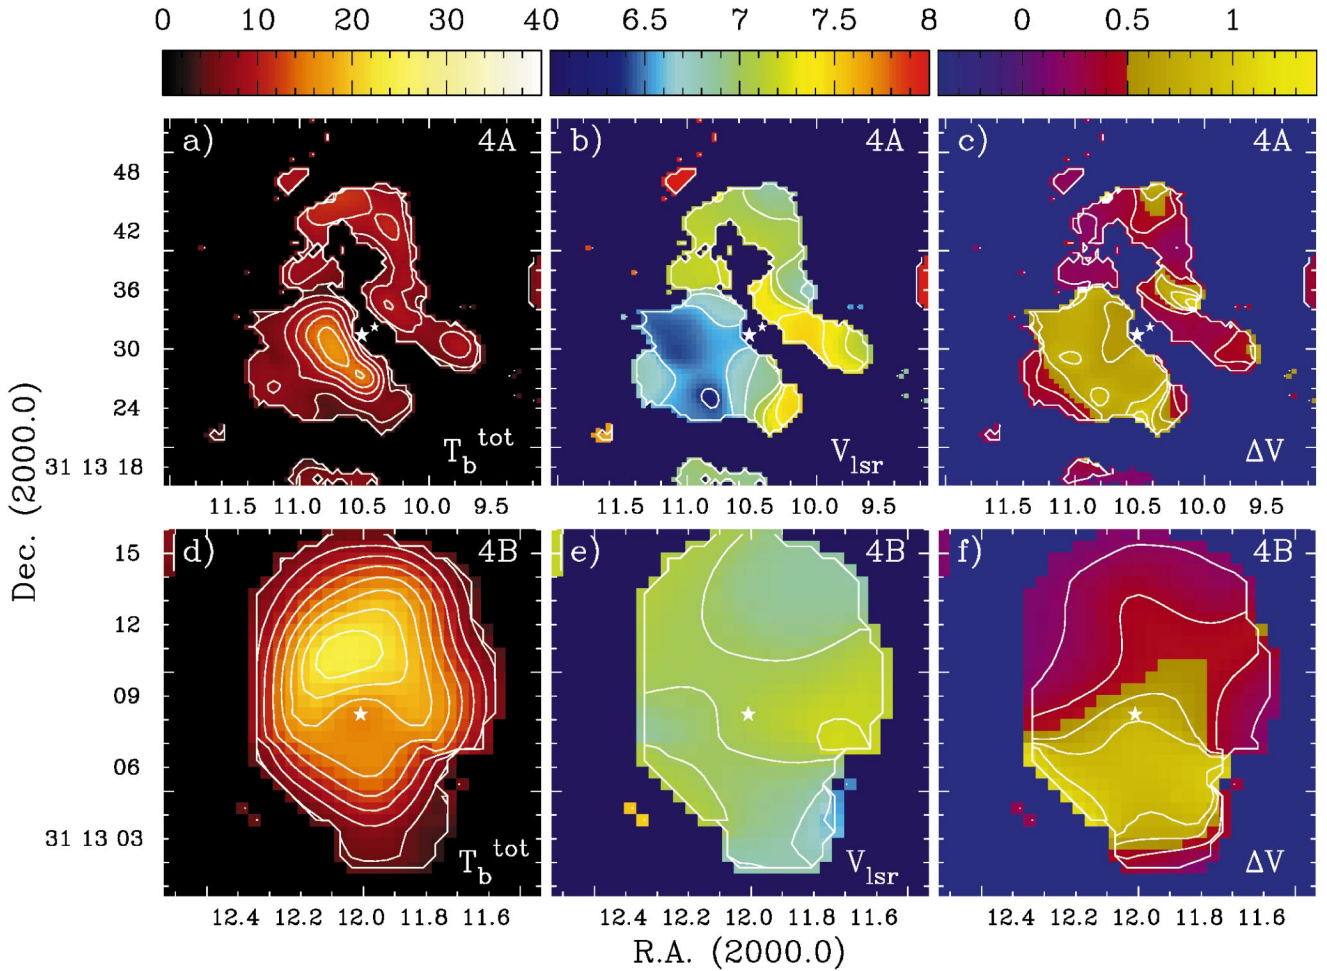 0 10 20 30 40 6.5 7 7.5 8 0 0.5 1
a) 4A b) 4A c) 4A
48
42
36
30
24
31 13 18
T_b^tot V_lsr ΔV
11.5 11.0 10.5 10.0 9.5 11.5 11.0 10.5 10.0 9.5 11.5 11.0 10.5 10.0 9.5
Dec. (2000.0)
d) 4B e) 4B f) 4B
15
12
09
06
31 13 03
T_b^tot V_lsr ΔV
12.4 12.2 12.0 11.8 11.6 12.4 12.2 12.0 11.8 11.6 12.4 12.2 12.0 11.8 11.6
R.A. (2000.0)